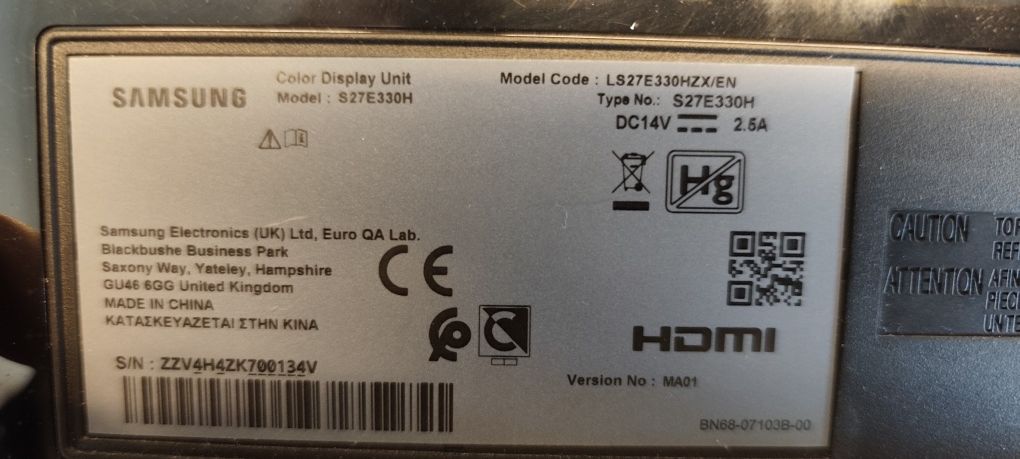 SAMSUNG
Color Display Unit
Model : S27E330H
Model Code : LS27E330HZX/EN
Type No.: S27E330H
DC14V 2.5A
Hg
Samsung Electronics (UK) Ltd, Euro QA Lab.
Blackbushe Business Park
Saxony Way, Yateley, Hampshire
GU46 6GG United Kingdom
MADE IN CHINA
ΚΑΤΑΣΚΕΥΑΖΕΤΑΙ ΣΤΗΝ ΚΙΝΑ
CE
S/N : ZZV4H4ZK700134V
HDMI
Version No : MA01
BN68-07103B-00
CAUTION
ATTENTION